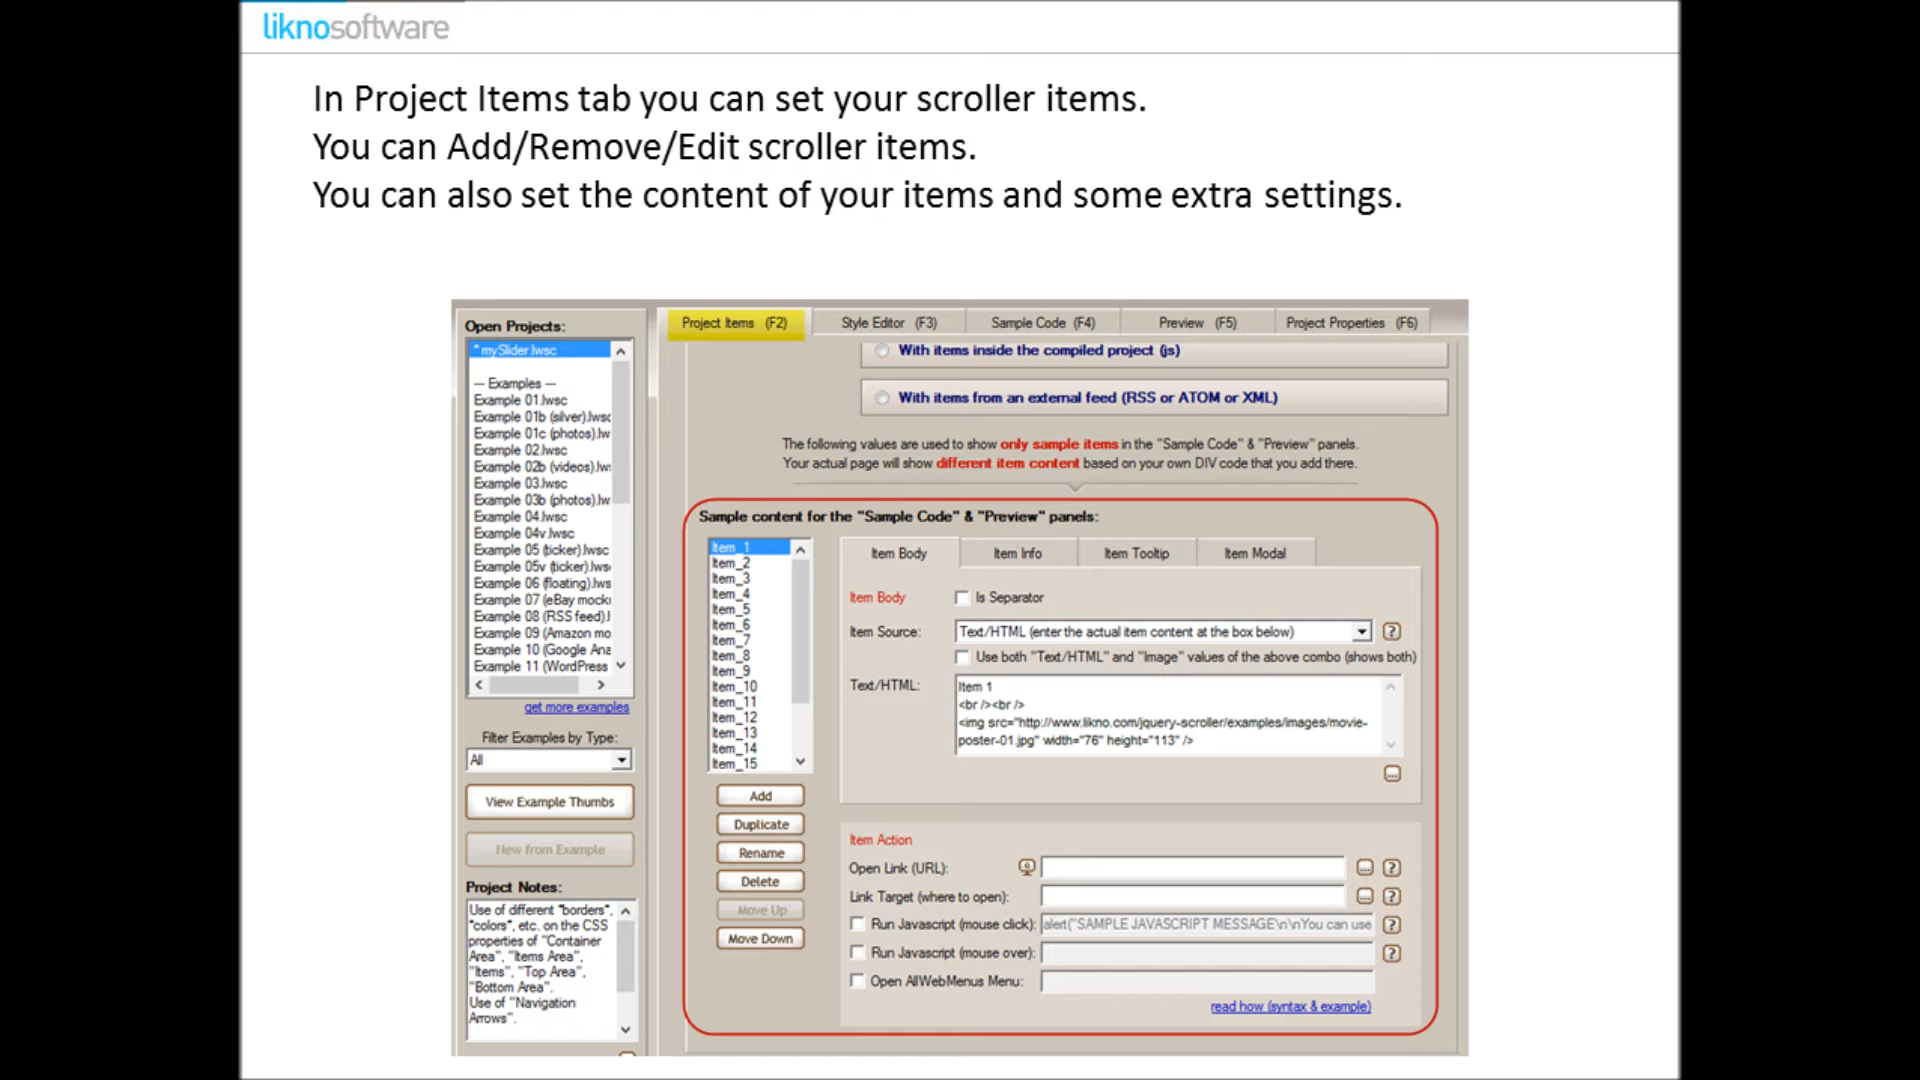 liknosoftware
In Project Items tab you can set your scroller items.
You can Add/Remove/Edit scroller items.
You can also set the content of your items and some extra settings.
Open Projects:
* mySlider.lwsc
--- Examples ---
Example 01.lwsc
Example 01b (silver).lwsc
Example 01c (photos).lw
Example 02.lwsc
Example 02b (videos).lw
Example 03.lwsc
Example 03b (photos).lw
Example 04.lwsc
Example 04v.lwsc
Example 05 (ticker).lwsc
Example 05v (ticker).lws
Example 06 (floating).lws
Example 07 (eBay mock
Example 08 (RSS feed).l
Example 09 (Amazon mo
Example 10 (Google Ana
Example 11 (WordPress
get more examples
Filter Examples by Type:
All
View Example Thumbs
New from Example
Project Notes:
Use of different "borders",
"colors", etc. on the CSS
properties of "Container
Area", "Items Area",
"Items", "Top Area",
"Bottom Area".
Use of "Navigation
Arrows".
Project Items (F2)
Style Editor (F3)
Sample Code (F4)
Preview (F5)
Project Properties (F6)
With items inside the compiled project (js)
With items from an external feed (RSS or ATOM or XML)
The following values are used to show only sample items in the "Sample Code" & "Preview" panels.
Your actual page will show different item content based on your own DIV code that you add there.
Sample content for the "Sample Code" & "Preview" panels:
Item_1
Item_2
Item_3
Item_4
Item_5
Item_6
Item_7
Item_8
Item_9
Item_10
Item_11
Item_12
Item_13
Item_14
Item_15
Add
Duplicate
Rename
Delete
Move Up
Move Down
Item Body
Item Info
Item Tooltip
Item Modal
Item Body
Is Separator
Item Source: Text/HTML (enter the actual item content at the box below) ?
Use both "Text/HTML" and "Image" values of the above combo (shows both)
Text/HTML: Item 1
<br /><br />
<img src="http://www.likno.com/jquery-scroller/examples/images/movie-
poster-01.jpg" width="76" height="113" />
...
Item Action
Open Link (URL): ... ?
Link Target (where to open): ... ?
Run Javascript (mouse click): alert("SAMPLE JAVASCRIPT MESSAGE\n\nYou can use ?
Run Javascript (mouse over): ?
Open AllWebMenus Menu:
read how (syntax & example)